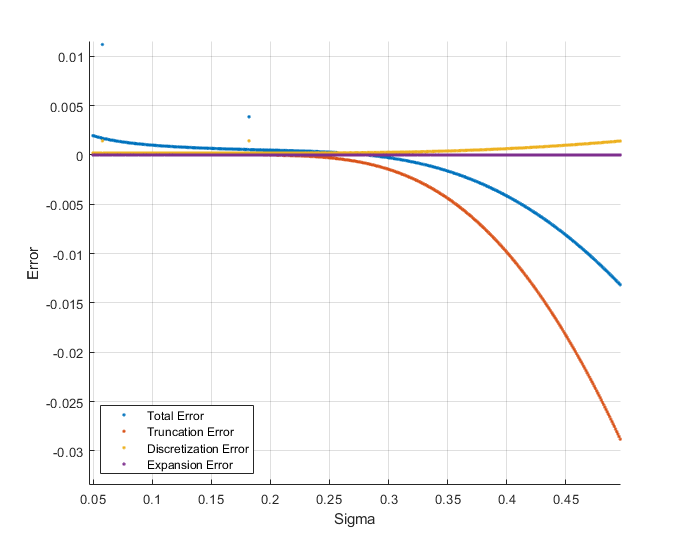 0.01
0.005
0
-0.005
-0.01
-0.015
-0.02
-0.025
-0.03
Error
Total Error
Truncation Error
Discretization Error
Expansion Error
0.05 0.1 0.15 0.2 0.25 0.3 0.35 0.4 0.45
Sigma